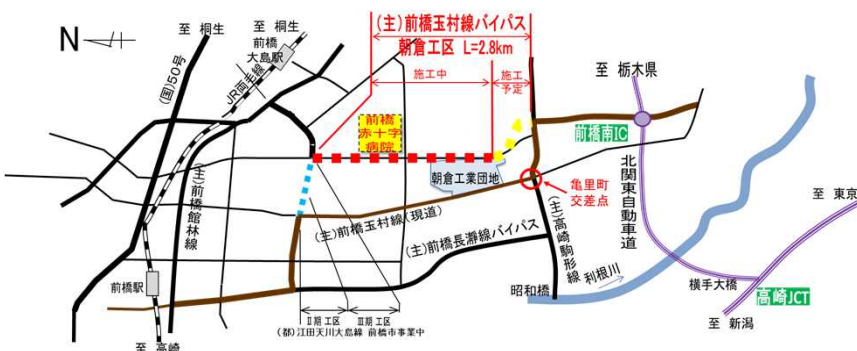 (主)前橋玉村線バイパス
朝倉工区 L=2.8km
施工中
施工
予定
N
至 桐生
至 桐生
前橋
大島駅
(国)50号
JR両毛線
至 栃木県
前橋
赤十字
病院
前橋南IC
朝倉工業団地
亀里町
交差点
北関東自動車道
至 東京
(主)前橋館林線
(主)前橋玉村線(現道)
(主)前橋長瀞線バイパス
(主)高崎駒形線
前橋駅
昭和橋
利根川
横手大橋
高崎JCT
至 新潟
Ⅱ期 工区
Ⅲ期 工区
(都)江田天川大島線 前橋市事業中
至 高崎